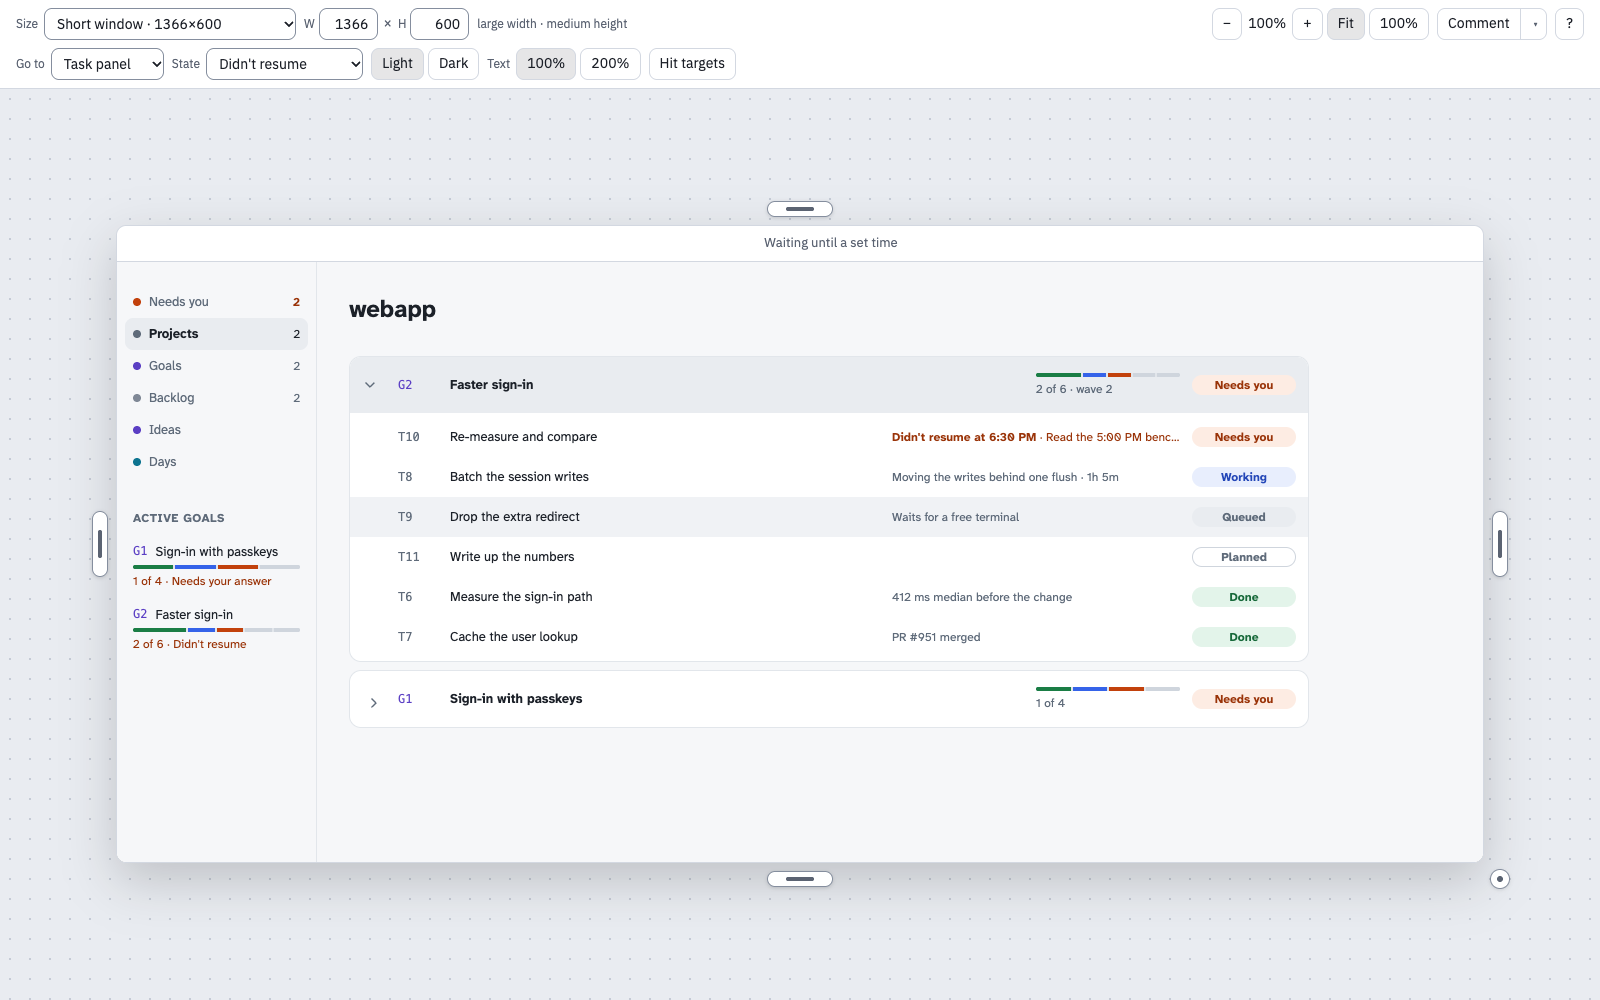 Size Short window · 1366×600 W 1366 × H 600 large width · medium height − 100% + Fit 100% Comment ?
Go to Task panel State Didn't resume Light Dark Text 100% 200% Hit targets
Waiting until a set time
Needs you 2
Projects 2
Goals 2
Backlog 2
Ideas
Days
ACTIVE GOALS
G1 Sign-in with passkeys
1 of 4 · Needs your answer
G2 Faster sign-in
2 of 6 · Didn't resume
webapp
G2 Faster sign-in 2 of 6 · wave 2 Needs you
T10 Re-measure and compare Didn't resume at 6:30 PM · Read the 5:00 PM benc... Needs you
T8 Batch the session writes Moving the writes behind one flush · 1h 5m Working
T9 Drop the extra redirect Waits for a free terminal Queued
T11 Write up the numbers Planned
T6 Measure the sign-in path 412 ms median before the change Done
T7 Cache the user lookup PR #951 merged Done
G1 Sign-in with passkeys 1 of 4 Needs you